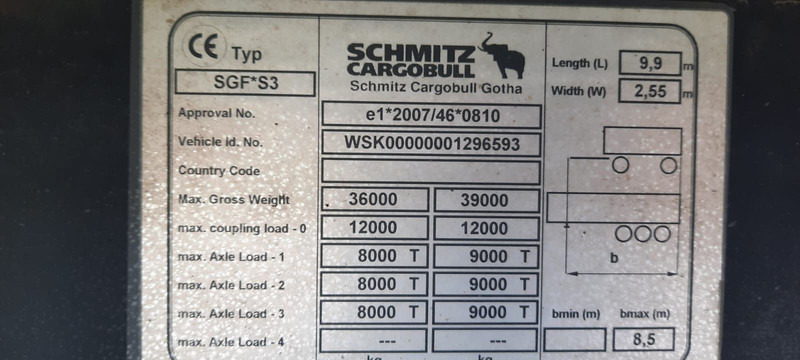 CE Typ
SGF*S3
SCHMITZ
CARGOBULL
Schmitz Cargobull Gotha
Length (L) 9,9 m
Width (W) 2,55 m
Approval No. e1*2007/46*0810
Vehicle Id. No. WSK00000001296593
Country Code
Max. Gross Weight 36000 39000
max. coupling load - 0 12000 12000
max. Axle Load - 1 8000 T 9000 T
max. Axle Load - 2 8000 T 9000 T
max. Axle Load - 3 8000 T 9000 T
max. Axle Load - 4 --- ---
kg kg
b
bmin (m) bmax (m)
8,5